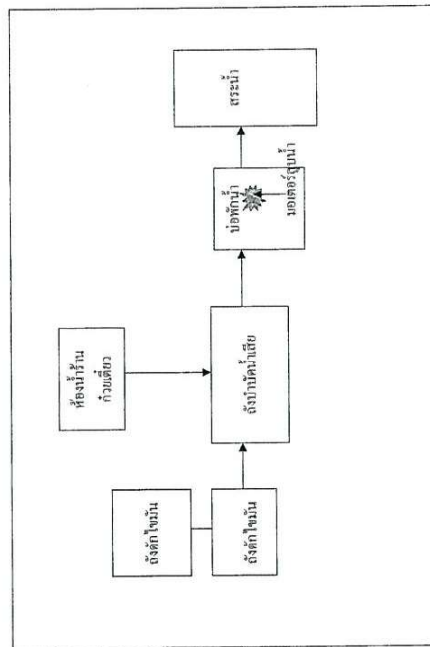 ถังดักไขมัน
ถังดักไขมัน
ห้องน้ำร้าน
ก๋วยเตี๋ยว
ถังบำบัดน้ำเสีย
บ่อพักน้ำ
มอเตอร์สูบน้ำ
สระน้ำ